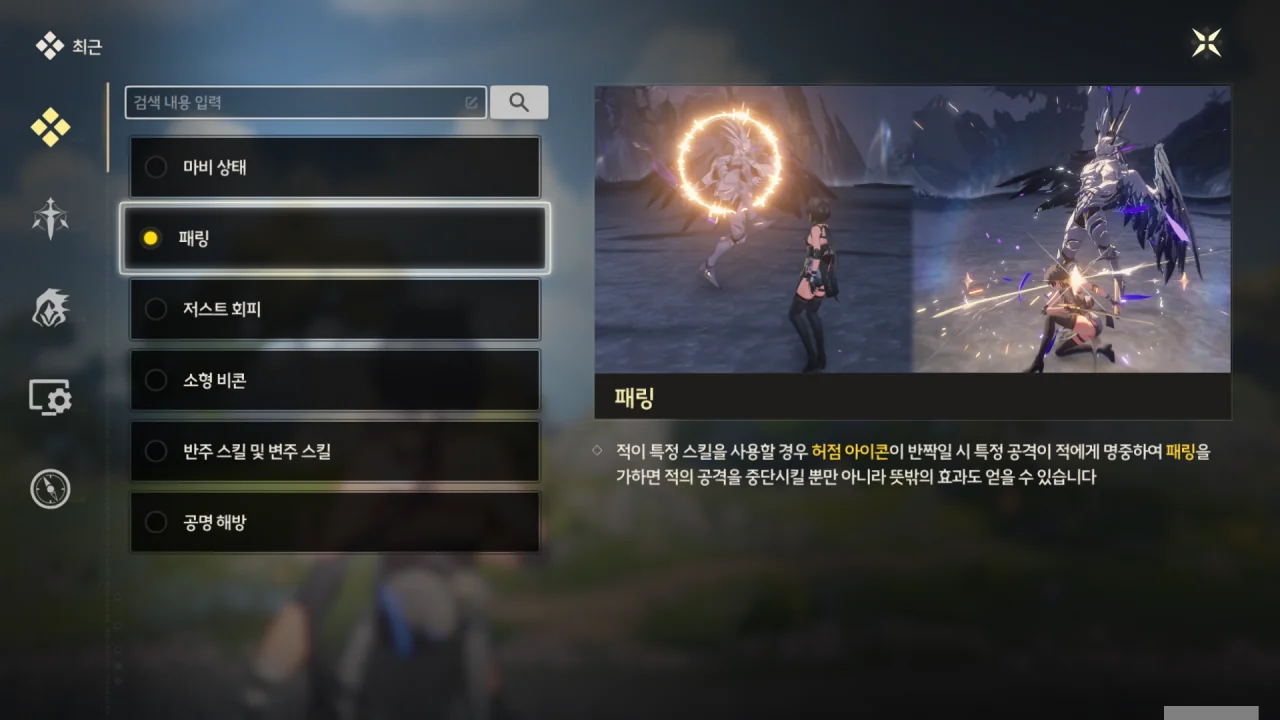 최근
검색 내용 입력
마비 상태
패링
저스트 회피
소형 비콘
반주 스킬 및 변주 스킬
공명 해방
패링
적이 특정 스킬을 사용할 경우 허점 아이콘이 반짝일 시 특정 공격이 적에게 명중하여 패링을
가하면 적의 공격을 중단시킬 뿐만 아니라 뜻밖의 효과도 얻을 수 있습니다